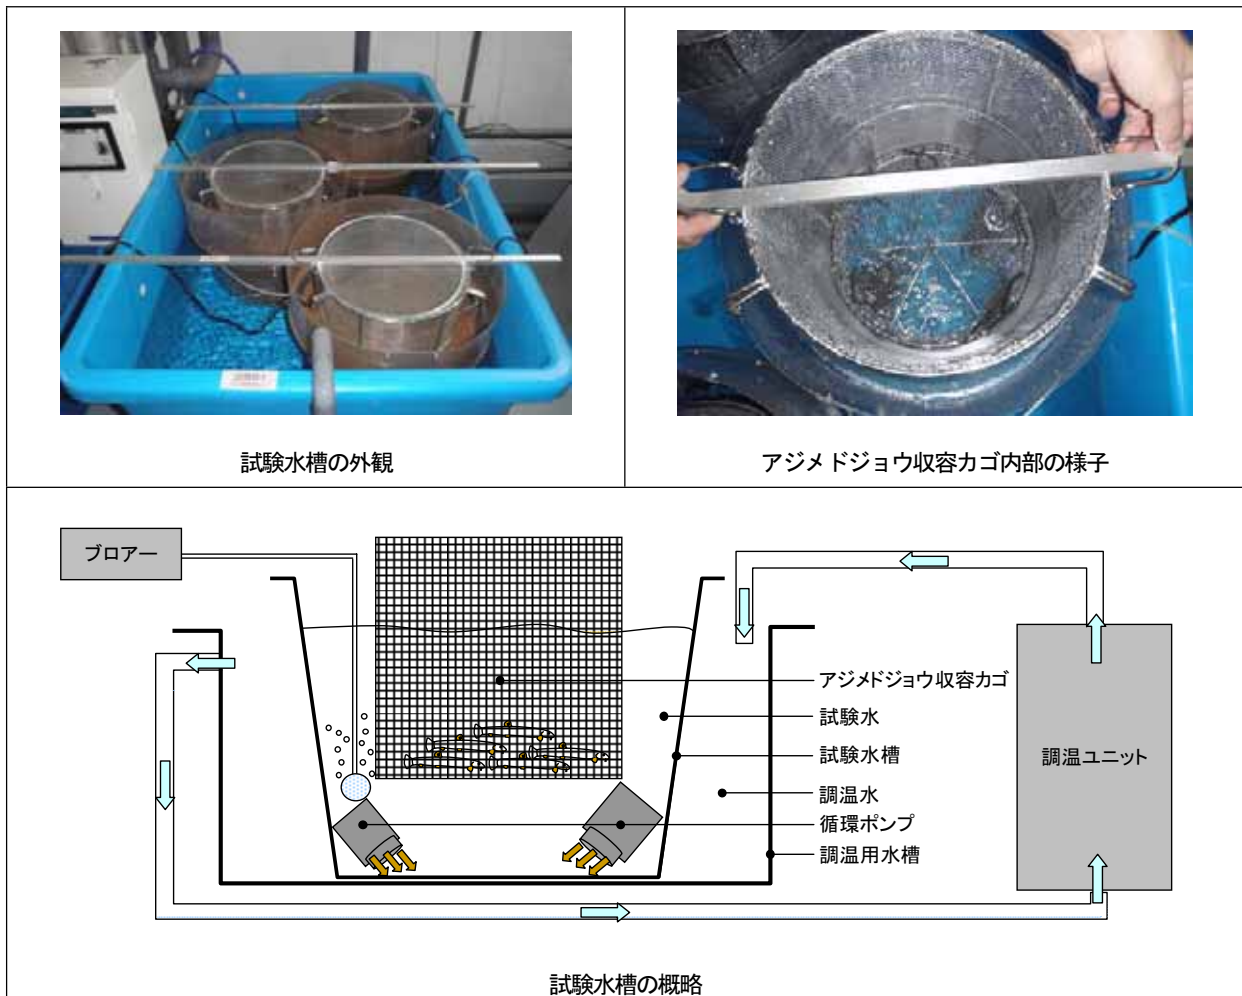 試験水槽の外観
アジメドジョウ収容カゴ内部の様子
ブロアー
アジメドジョウ収容カゴ
試験水
試験水槽
調温水
循環ポンプ
調温用水槽
調温ユニット
試験水槽の概略